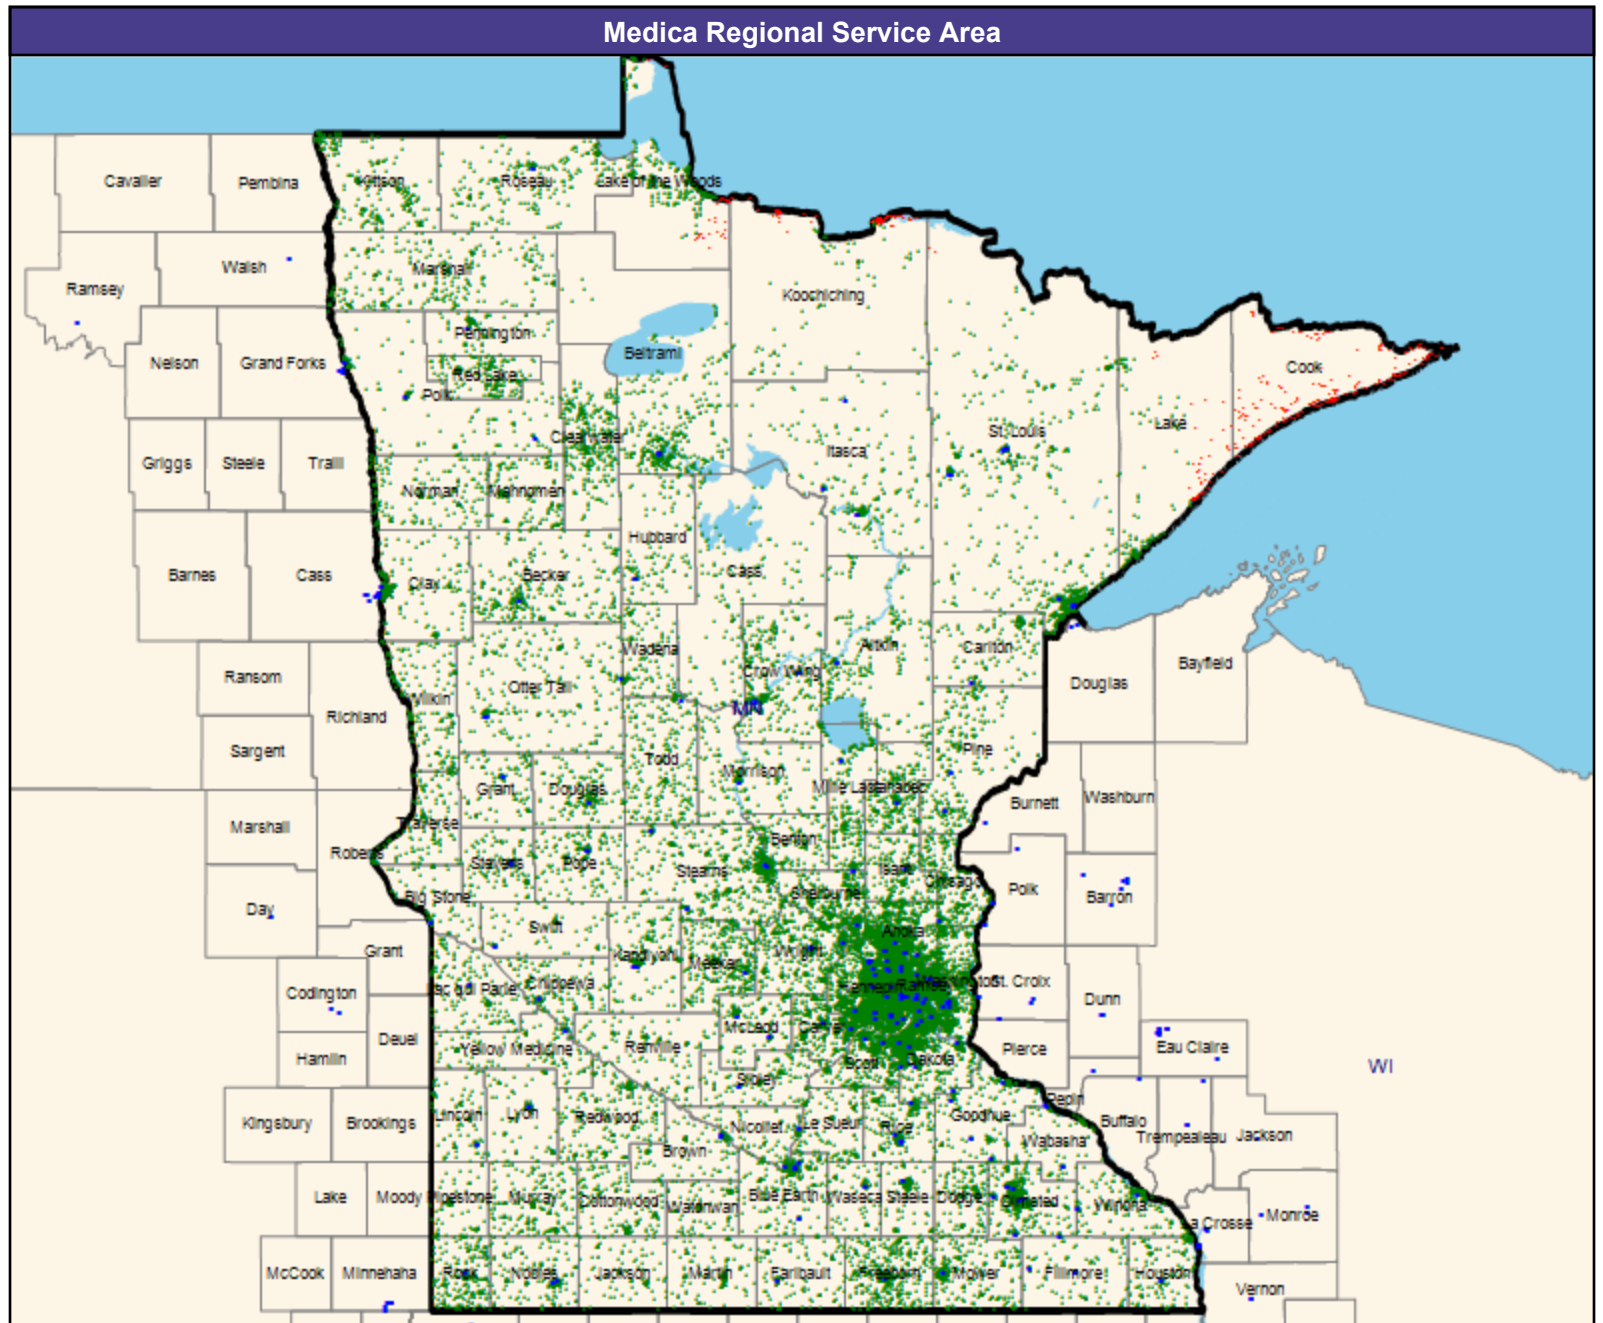 Medica Regional Service Area
Cavalier
Pembina
Kittson
Roseau
Lake of the Woods
Walsh
Ramsey
Marshall
Koochiching
Nelson
Grand Forks
Pennington
Red Lake
Polk
Beltrami
Cook
Lake
Griggs
Steele
Traill
Clearwater
Itasca
St. Louis
Norman
Mahnomen
Hubbard
Barnes
Cass
Clay
Becker
Cass
Ransom
Richland
Wilkin
Otter Tail
Wadena
Crow Wing
Aitkin
Carlton
Douglas
Bayfield
MN
Sargent
Grant
Douglas
Todd
Morrison
Mille Lacs
Kanabec
Pine
Burnett
Washburn
Marshall
Roberts
Traverse
Stevens
Pope
Stearns
Benton
Isanti
Sherburne
Chisago
Polk
Barron
Day
Big Stone
Swift
Grant
Kandiyohi
Meeker
Wright
Anoka
Hennepin
Ramsey
Washington
St. Croix
Dunn
Codington
Lac qui Parle
Chippewa
Deuel
Hamlin
Yellow Medicine
Renville
McLeod
Carver
Scott
Dakota
Pierce
Eau Claire
WI
Sibley
Kingsbury
Brookings
Lincoln
Lyon
Redwood
Brown
Nicollet
Le Sueur
Rice
Goodhue
Wabasha
Pepin
Buffalo
Trempealeau
Jackson
Lake
Moody
Pipestone
Murray
Cottonwood
Watonwan
Blue Earth
Waseca
Steele
Dodge
Olmsted
Winona
La Crosse
Monroe
McCook
Minnehaha
Rock
Nobles
Jackson
Martin
Faribault
Freeborn
Mower
Fillmore
Houston
Vernon